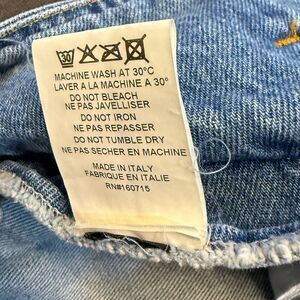 30
MACHINE WASH AT 30°C
LAVER A LA MACHINE A 30°
DO NOT BLEACH
NE PAS JAVELLISER
DO NOT IRON
NE PAS REPASSER
DO NOT TUMBLE DRY
NE PAS SECHER EN MACHINE
MADE IN ITALY
FABRIQUE EN ITALIE
RN#160715